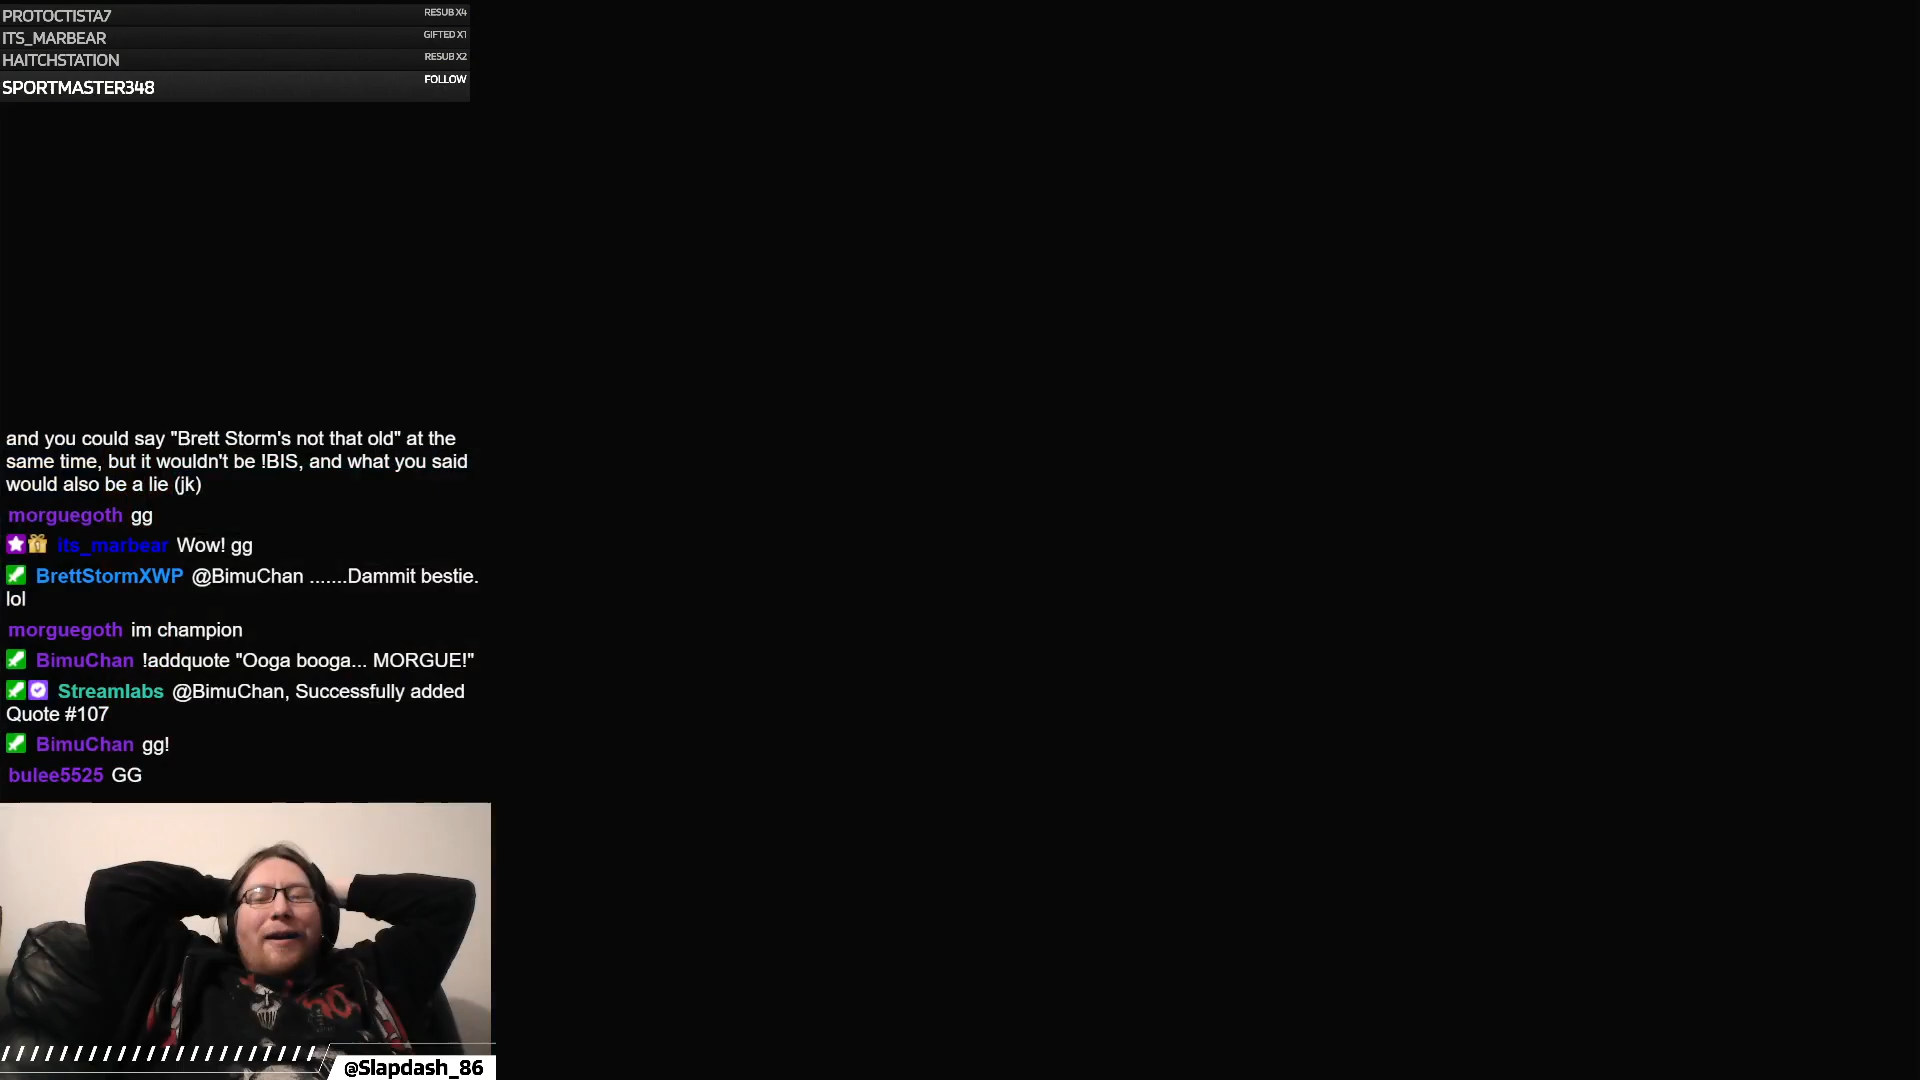 PROTOCTISTA7 RESUB X4
ITS_MARBEAR GIFTED X1
HAITCHSTATION RESUB X2
SPORTMASTER348 FOLLOW
and you could say "Brett Storm's not that old" at the
same time, but it wouldn't be !BIS, and what you said
would also be a lie (jk)
morguegoth gg
its_marbear Wow! gg
BrettStormXWP @BimuChan .......Dammit bestie.
lol
morguegoth im champion
BimuChan !addquote "Ooga booga... MORGUE!"
Streamlabs @BimuChan, Successfully added
Quote #107
BimuChan gg!
bulee5525 GG
@Slapdash_86